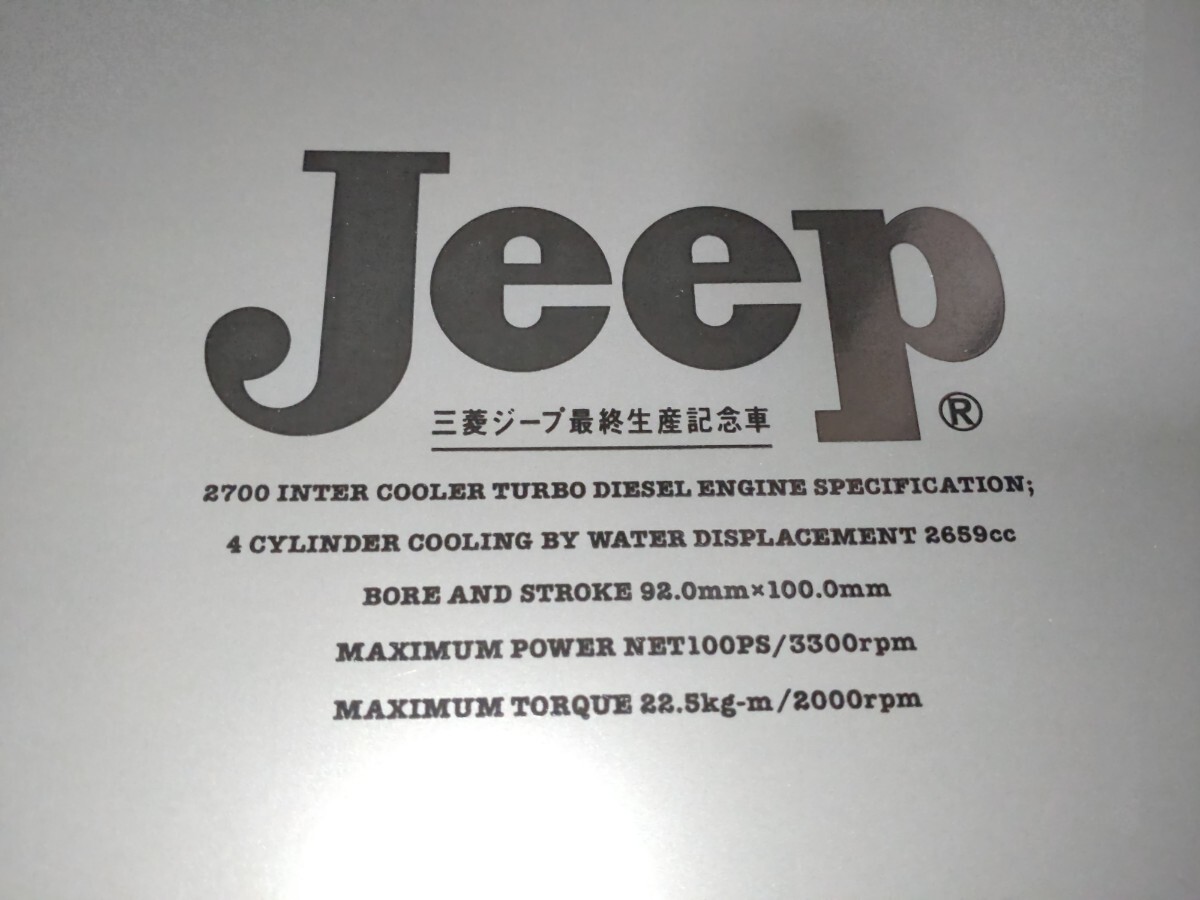 Jeep®
三菱ジープ最終生産記念車
2700 INTER COOLER TURBO DIESEL ENGINE SPECIFICATION;
4 CYLINDER COOLING BY WATER DISPLACEMENT 2659cc
BORE AND STROKE 92.0mm×100.0mm
MAXIMUM POWER NET100PS/3300rpm
MAXIMUM TORQUE 22.5kg-m/2000rpm